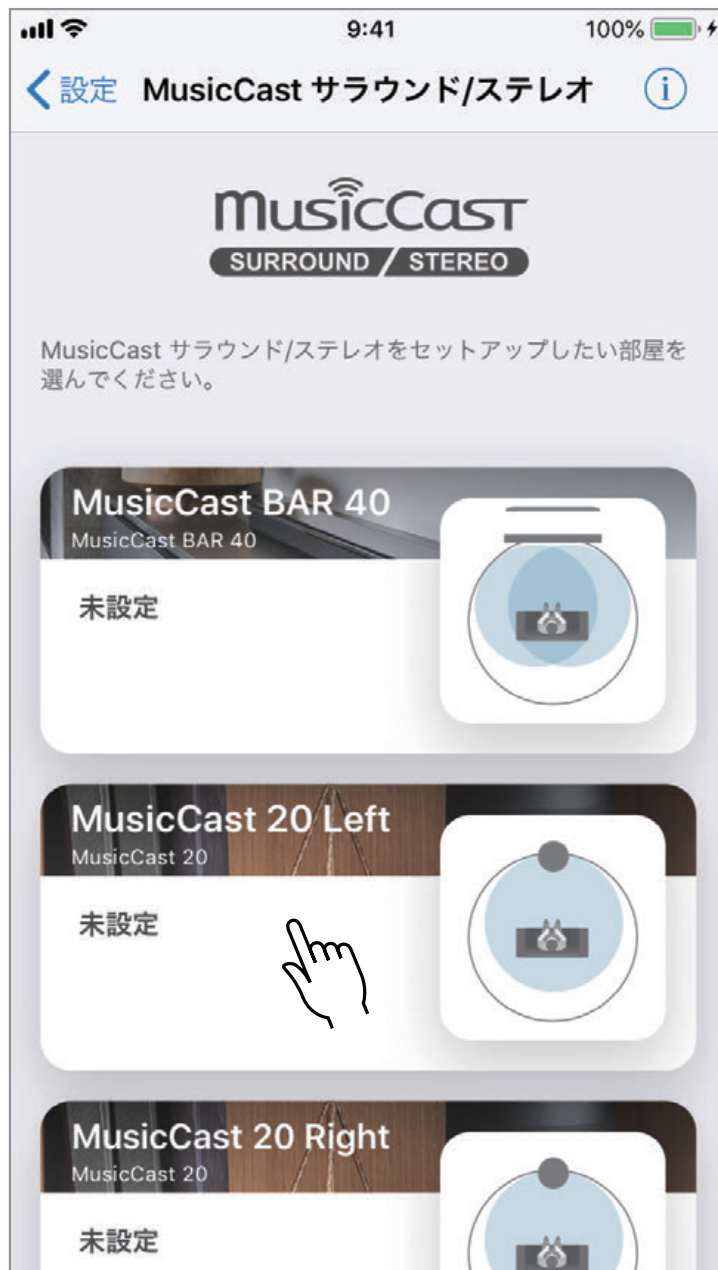 9:41
100%
設定 MusicCast サラウンド/ステレオ i
MusicCast
SURROUND / STEREO
MusicCast サラウンド/ステレオをセットアップしたい部屋を
選んでください。
MusicCast BAR 40
MusicCast BAR 40
未設定
MusicCast 20 Left
MusicCast 20
未設定
MusicCast 20 Right
MusicCast 20
未設定